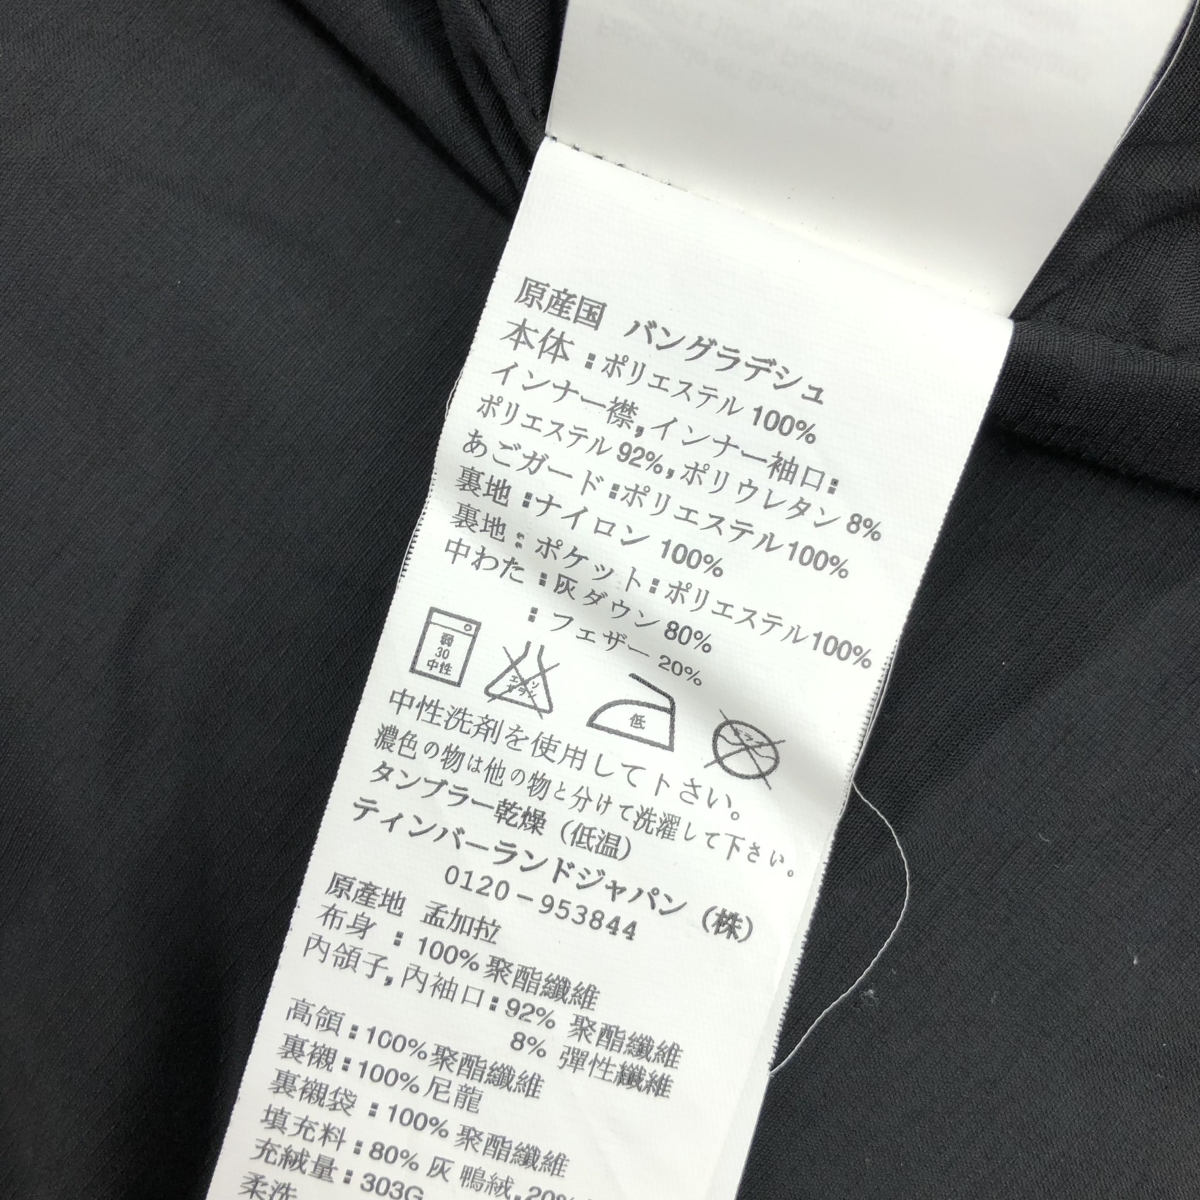 原産国 バングラデシュ
本体:ポリエステル 100%
インナー襟,インナー袖口:
ポリエステル 92%,ポリウレタン 8%
あごガード:ポリエステル100%
裏地:ナイロン 100%
裏地:ポケット:ポリエステル100%
中わた:灰ダウン 80%
:フェザー 20%
弱
30
中性
低
中性洗剤を使用して下さい。
濃色の物は他の物と分けて洗濯して下さい。
タンブラー乾燥(低温)
ティンバーランドジャパン(株)
0120-953844
原產地 孟加拉
布身:100%聚酯纖維
內領子,內袖口:92% 聚酯纖維
8% 彈性纖維
高領:100%聚酯纖維
裏襯:100%尼龍
裏襯袋:100%聚酯纖維
填充料:80%灰鴨絨,20%
充絨量:303G
柔洗